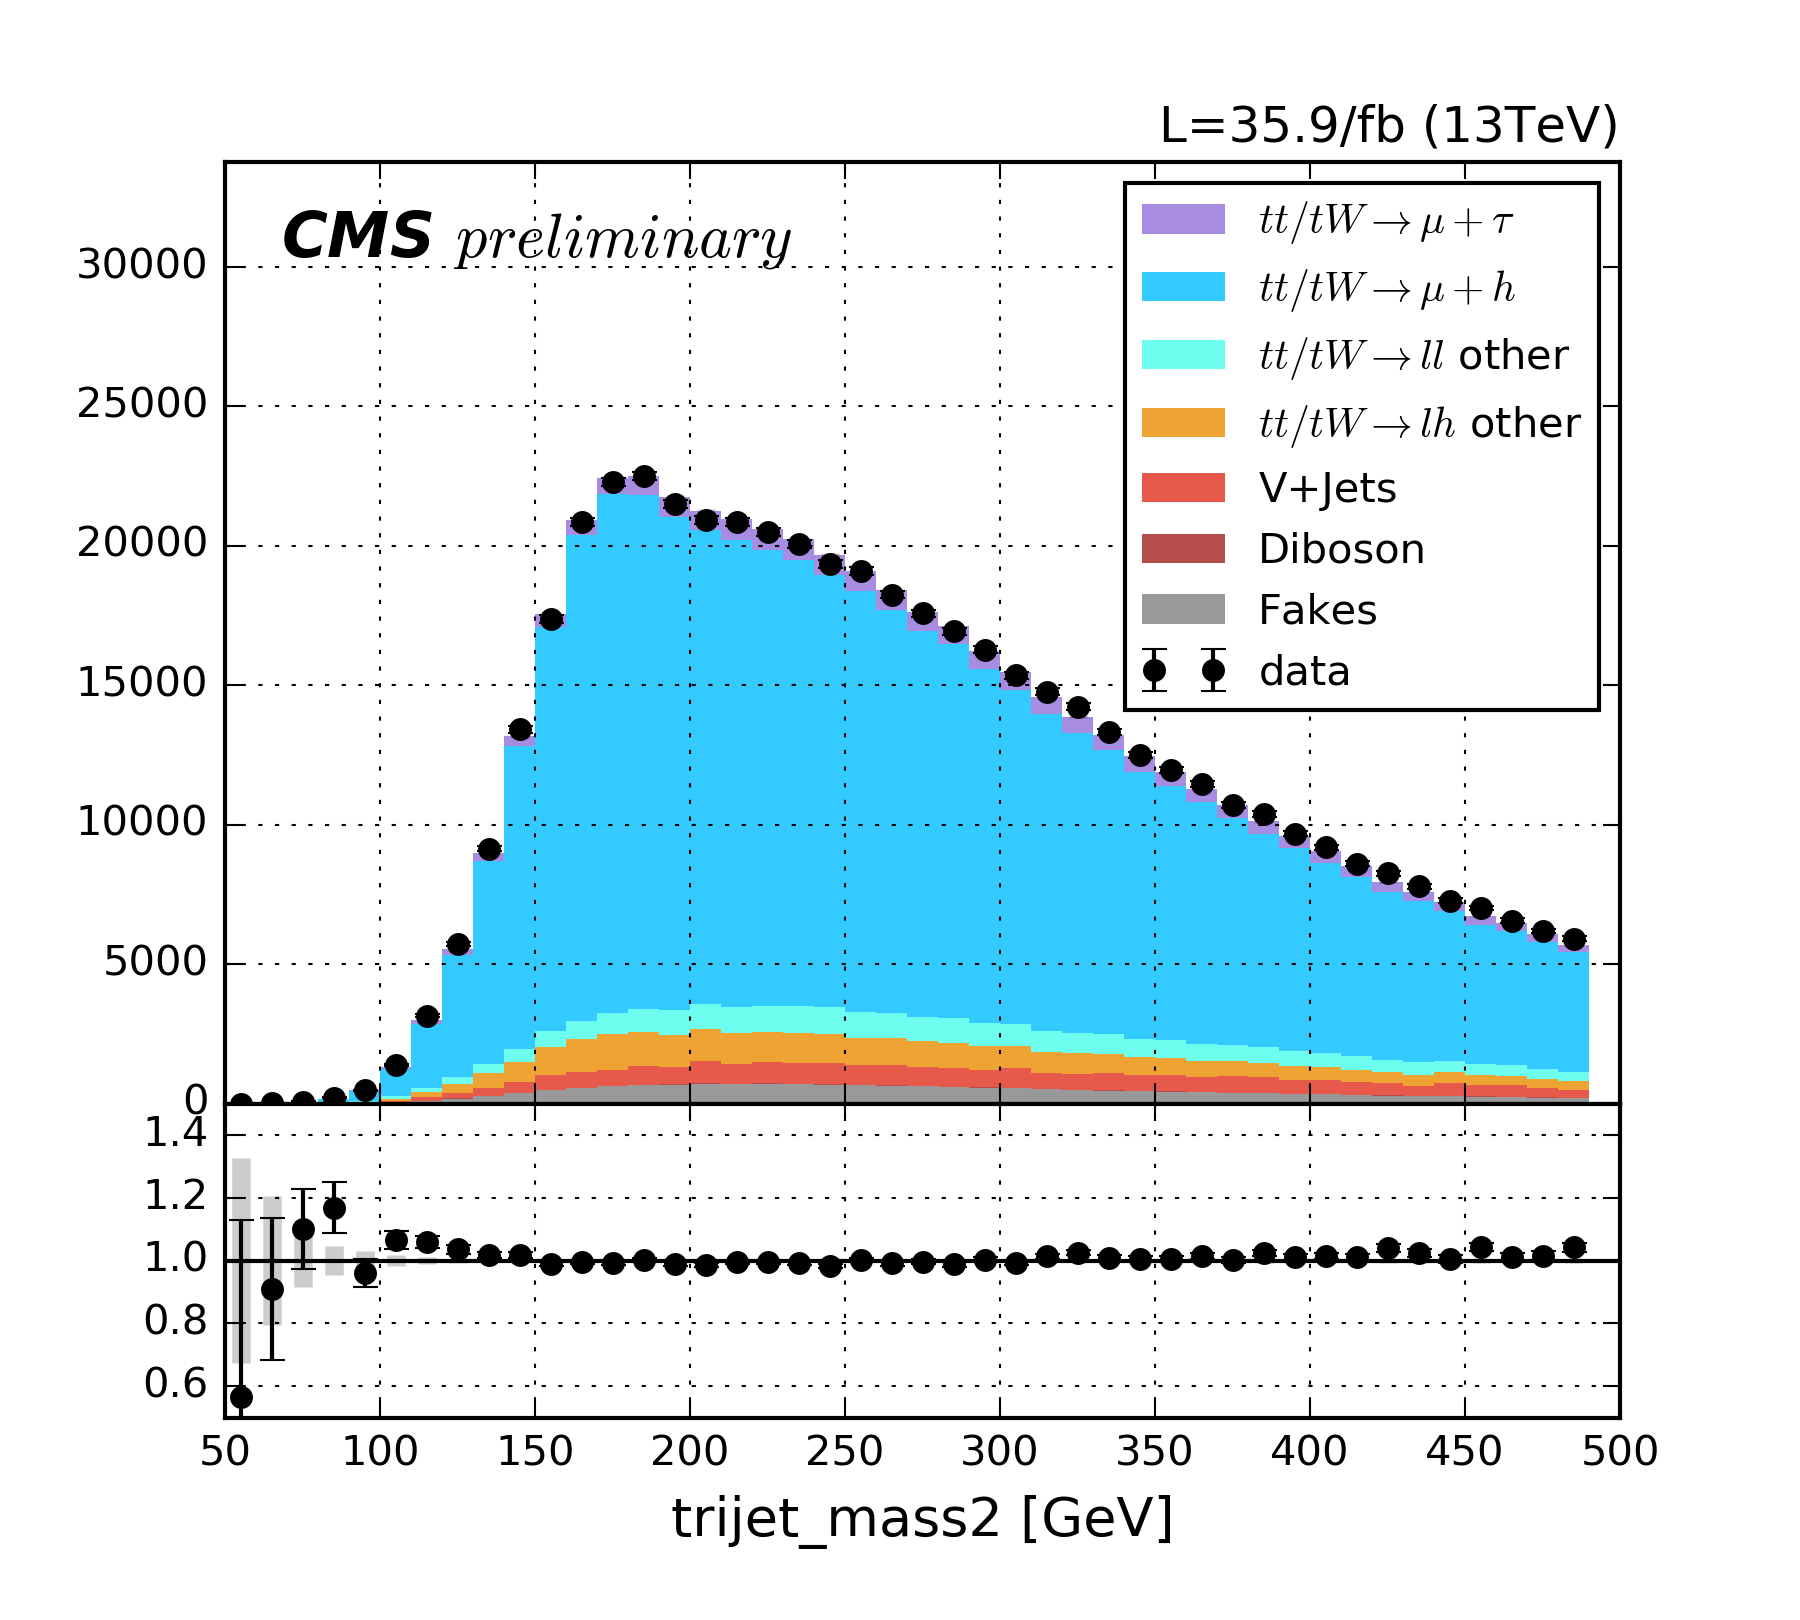 L=35.9/fb (13TeV)
CMS preliminary
tt/tW→μ+τ
tt/tW→μ+h
tt/tW→ll other
tt/tW→lh other
V+Jets
Diboson
Fakes
data
30000
25000
20000
15000
10000
5000
0
1.4
1.2
1.0
0.8
0.6
50 100 150 200 250 300 350 400 450 500
trijet_mass2 [GeV]